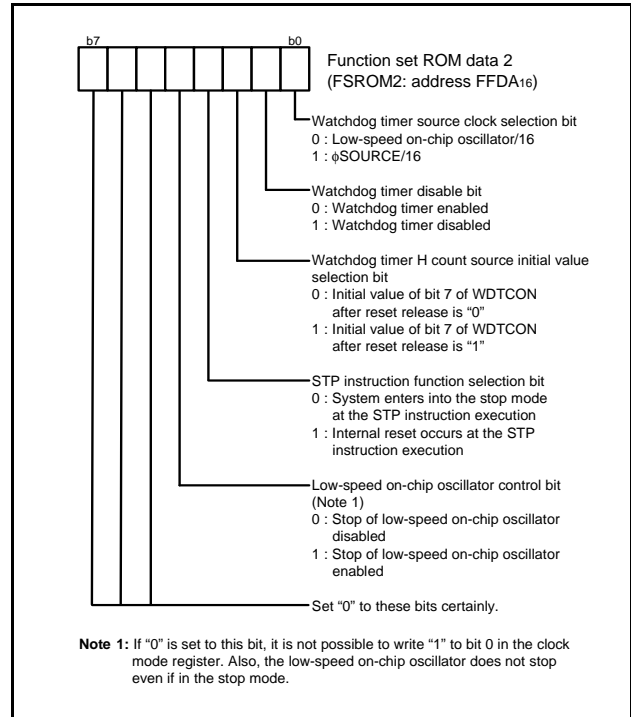 b7 b0
Function set ROM data 2
(FSROM2: address FFDA16)
Watchdog timer source clock selection bit
0 : Low-speed on-chip oscillator/16
1 : ϕSOURCE/16
Watchdog timer disable bit
0 : Watchdog timer enabled
1 : Watchdog timer disabled
Watchdog timer H count source initial value
selection bit
0 : Initial value of bit 7 of WDTCON
after reset release is “0”
1 : Initial value of bit 7 of WDTCON
after reset release is “1”
STP instruction function selection bit
0 : System enters into the stop mode
at the STP instruction execution
1 : Internal reset occurs at the STP
instruction execution
Low-speed on-chip oscillator control bit
(Note 1)
0 : Stop of low-speed on-chip oscillator
disabled
1 : Stop of low-speed on-chip oscillator
enabled
Set “0” to these bits certainly.
Note 1: If “0” is set to this bit, it is not possible to write “1” to bit 0 in the clock
mode register. Also, the low-speed on-chip oscillator does not stop
even if in the stop mode.